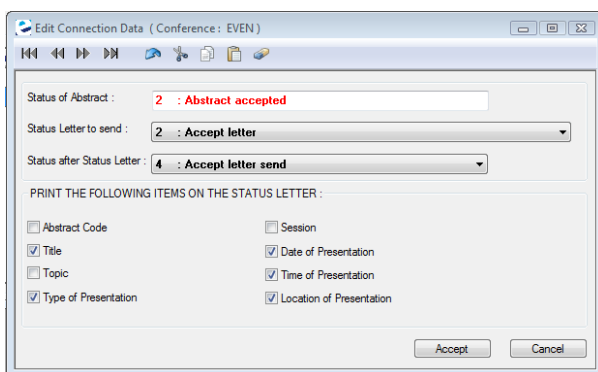 Edit Connection Data ( Conference : EVEN )
Status of Abstract : 2 : Abstract accepted
Status Letter to send : 2 : Accept letter
Status after Status Letter : 4 : Accept letter send
PRINT THE FOLLOWING ITEMS ON THE STATUS LETTER :
Abstract Code Session
Title Date of Presentation
Topic Time of Presentation
Type of Presentation Location of Presentation
Accept Cancel